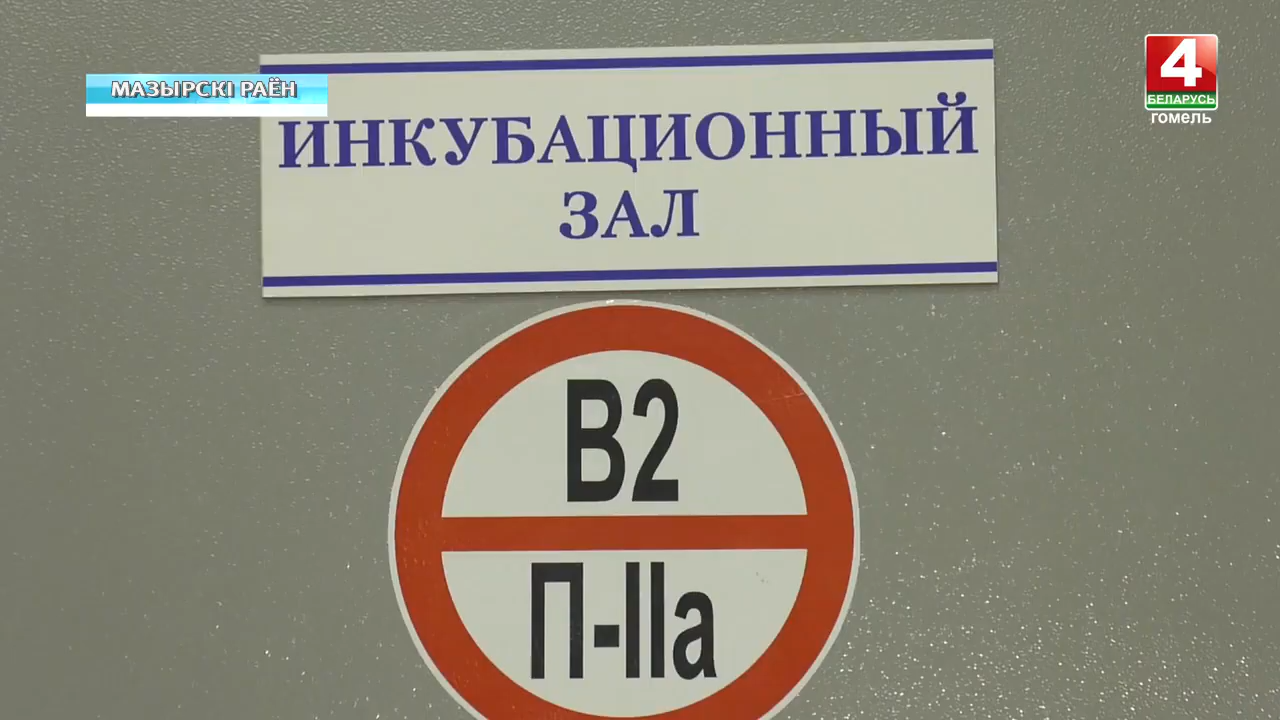 МАЗЫРСКІ РАЁН
4
БЕЛАРУСЬ
гомель
ИНКУБАЦИОННЫЙ
ЗАЛ
В2
П-IIа